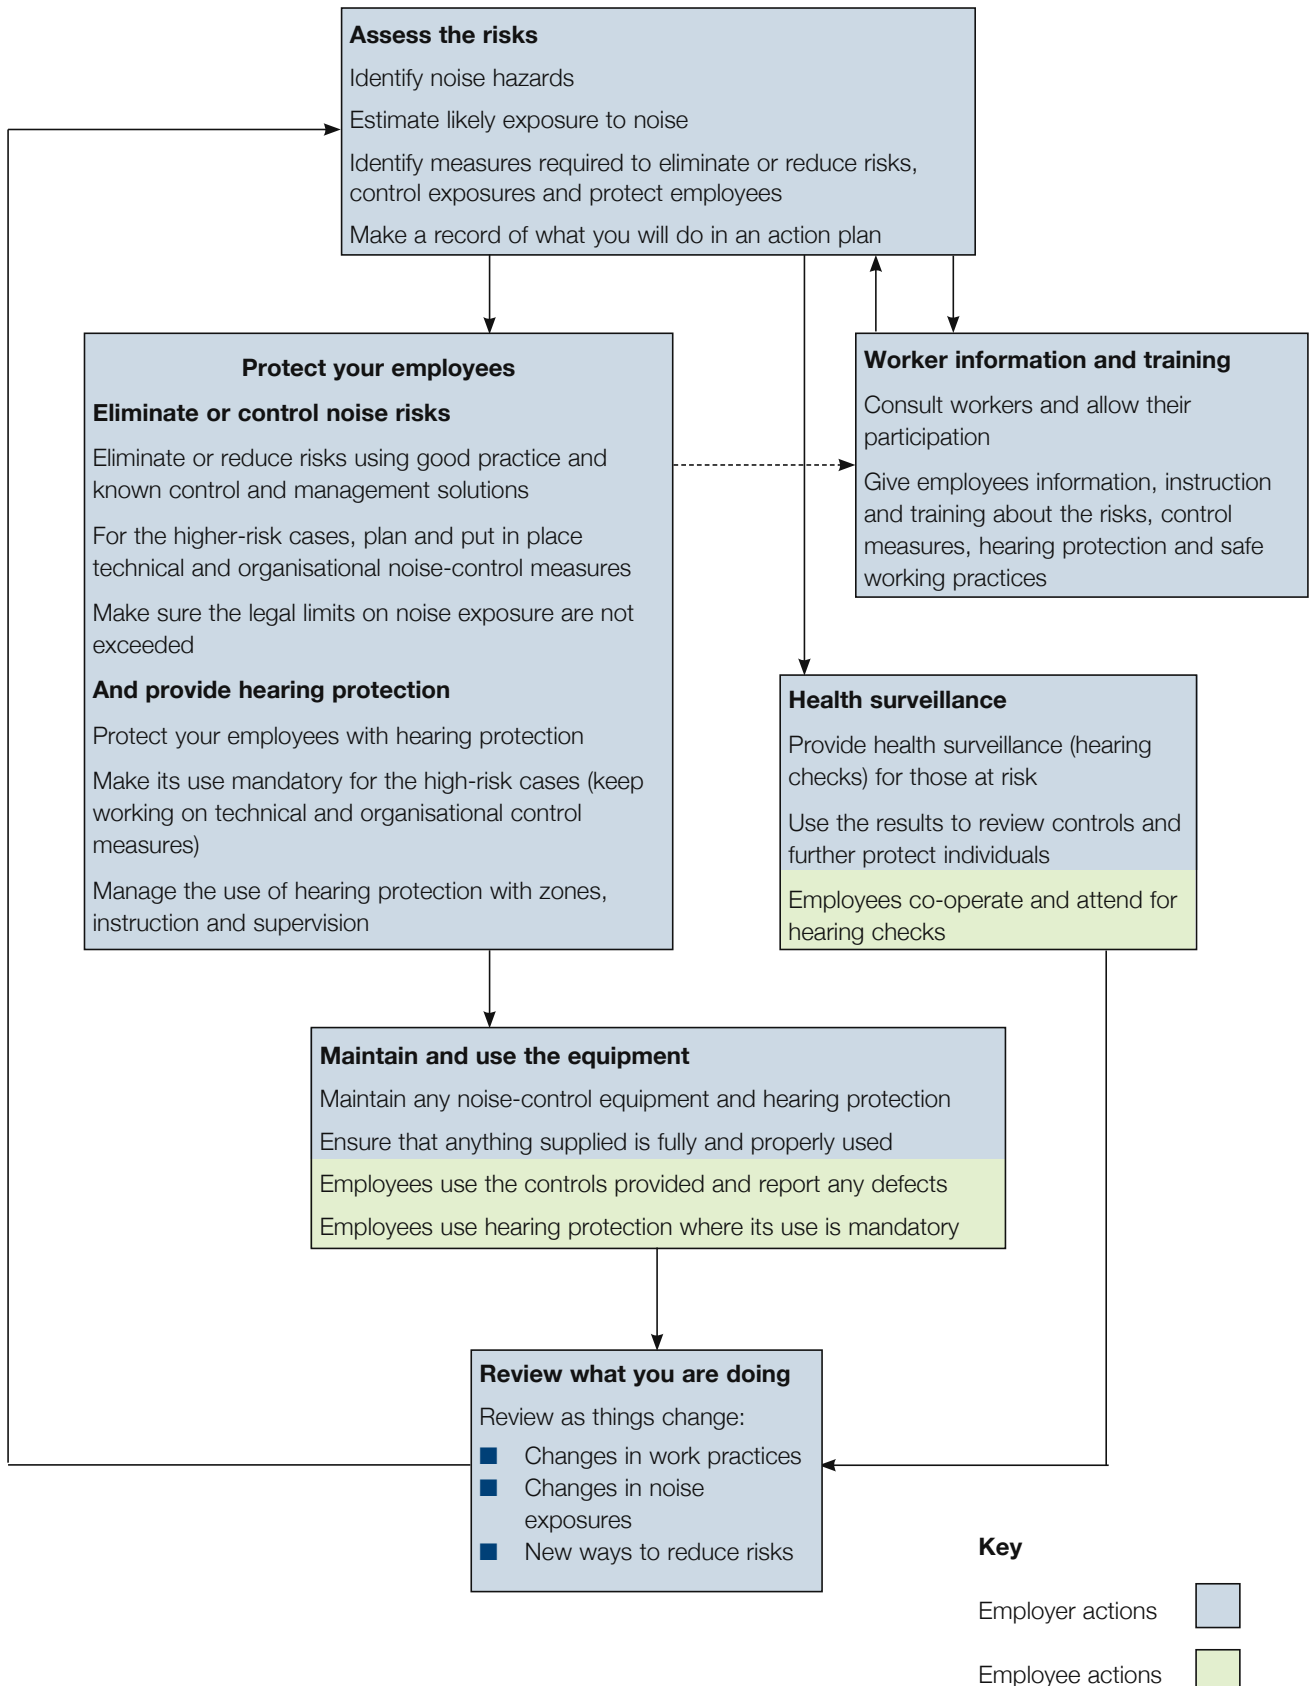 Assess the risks
Identify noise hazards
Estimate likely exposure to noise
Identify measures required to eliminate or reduce risks,
control exposures and protect employees
Make a record of what you will do in an action plan
Protect your employees
Eliminate or control noise risks
Eliminate or reduce risks using good practice and
known control and management solutions
For the higher-risk cases, plan and put in place
technical and organisational noise-control measures
Make sure the legal limits on noise exposure are not
exceeded
And provide hearing protection
Protect your employees with hearing protection
Make its use mandatory for the high-risk cases (keep
working on technical and organisational control
measures)
Manage the use of hearing protection with zones,
instruction and supervision
Worker information and training
Consult workers and allow their
participation
Give employees information, instruction
and training about the risks, control
measures, hearing protection and safe
working practices
Health surveillance
Provide health surveillance (hearing
checks) for those at risk
Use the results to review controls and
further protect individuals
Employees co-operate and attend for
hearing checks
Maintain and use the equipment
Maintain any noise-control equipment and hearing protection
Ensure that anything supplied is fully and properly used
Employees use the controls provided and report any defects
Employees use hearing protection where its use is mandatory
Review what you are doing
Review as things change:
■ Changes in work practices
■ Changes in noise
exposures
■ New ways to reduce risks
Key
Employer actions
Employee actions